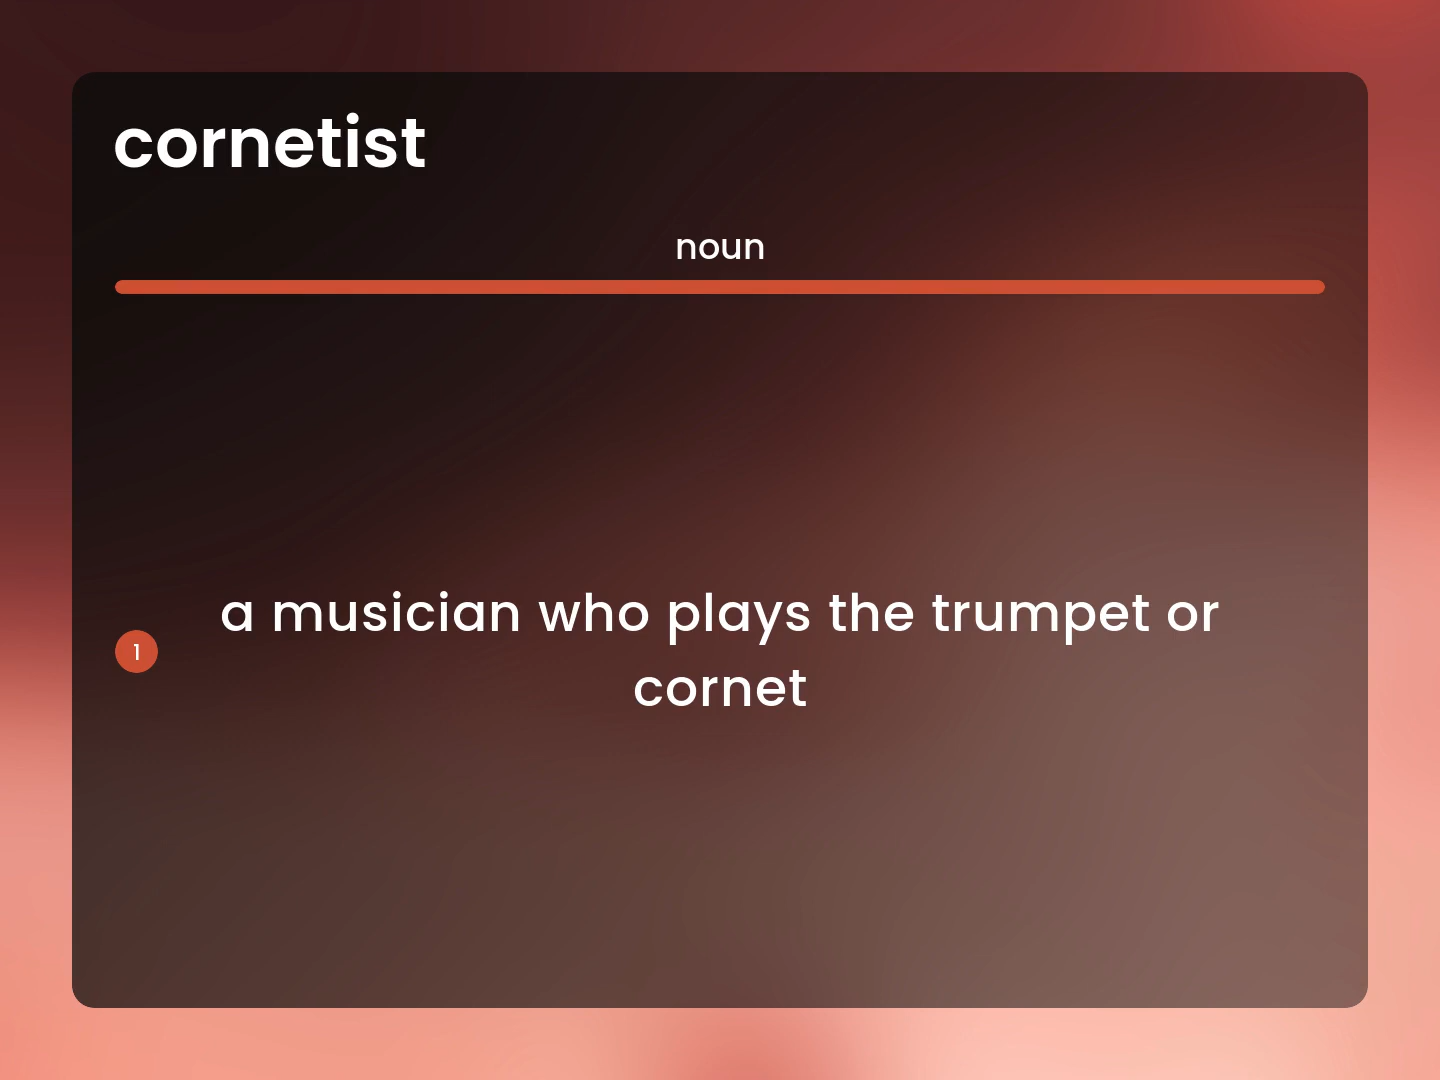 cornetist
noun
1
a musician who plays the trumpet or
cornet